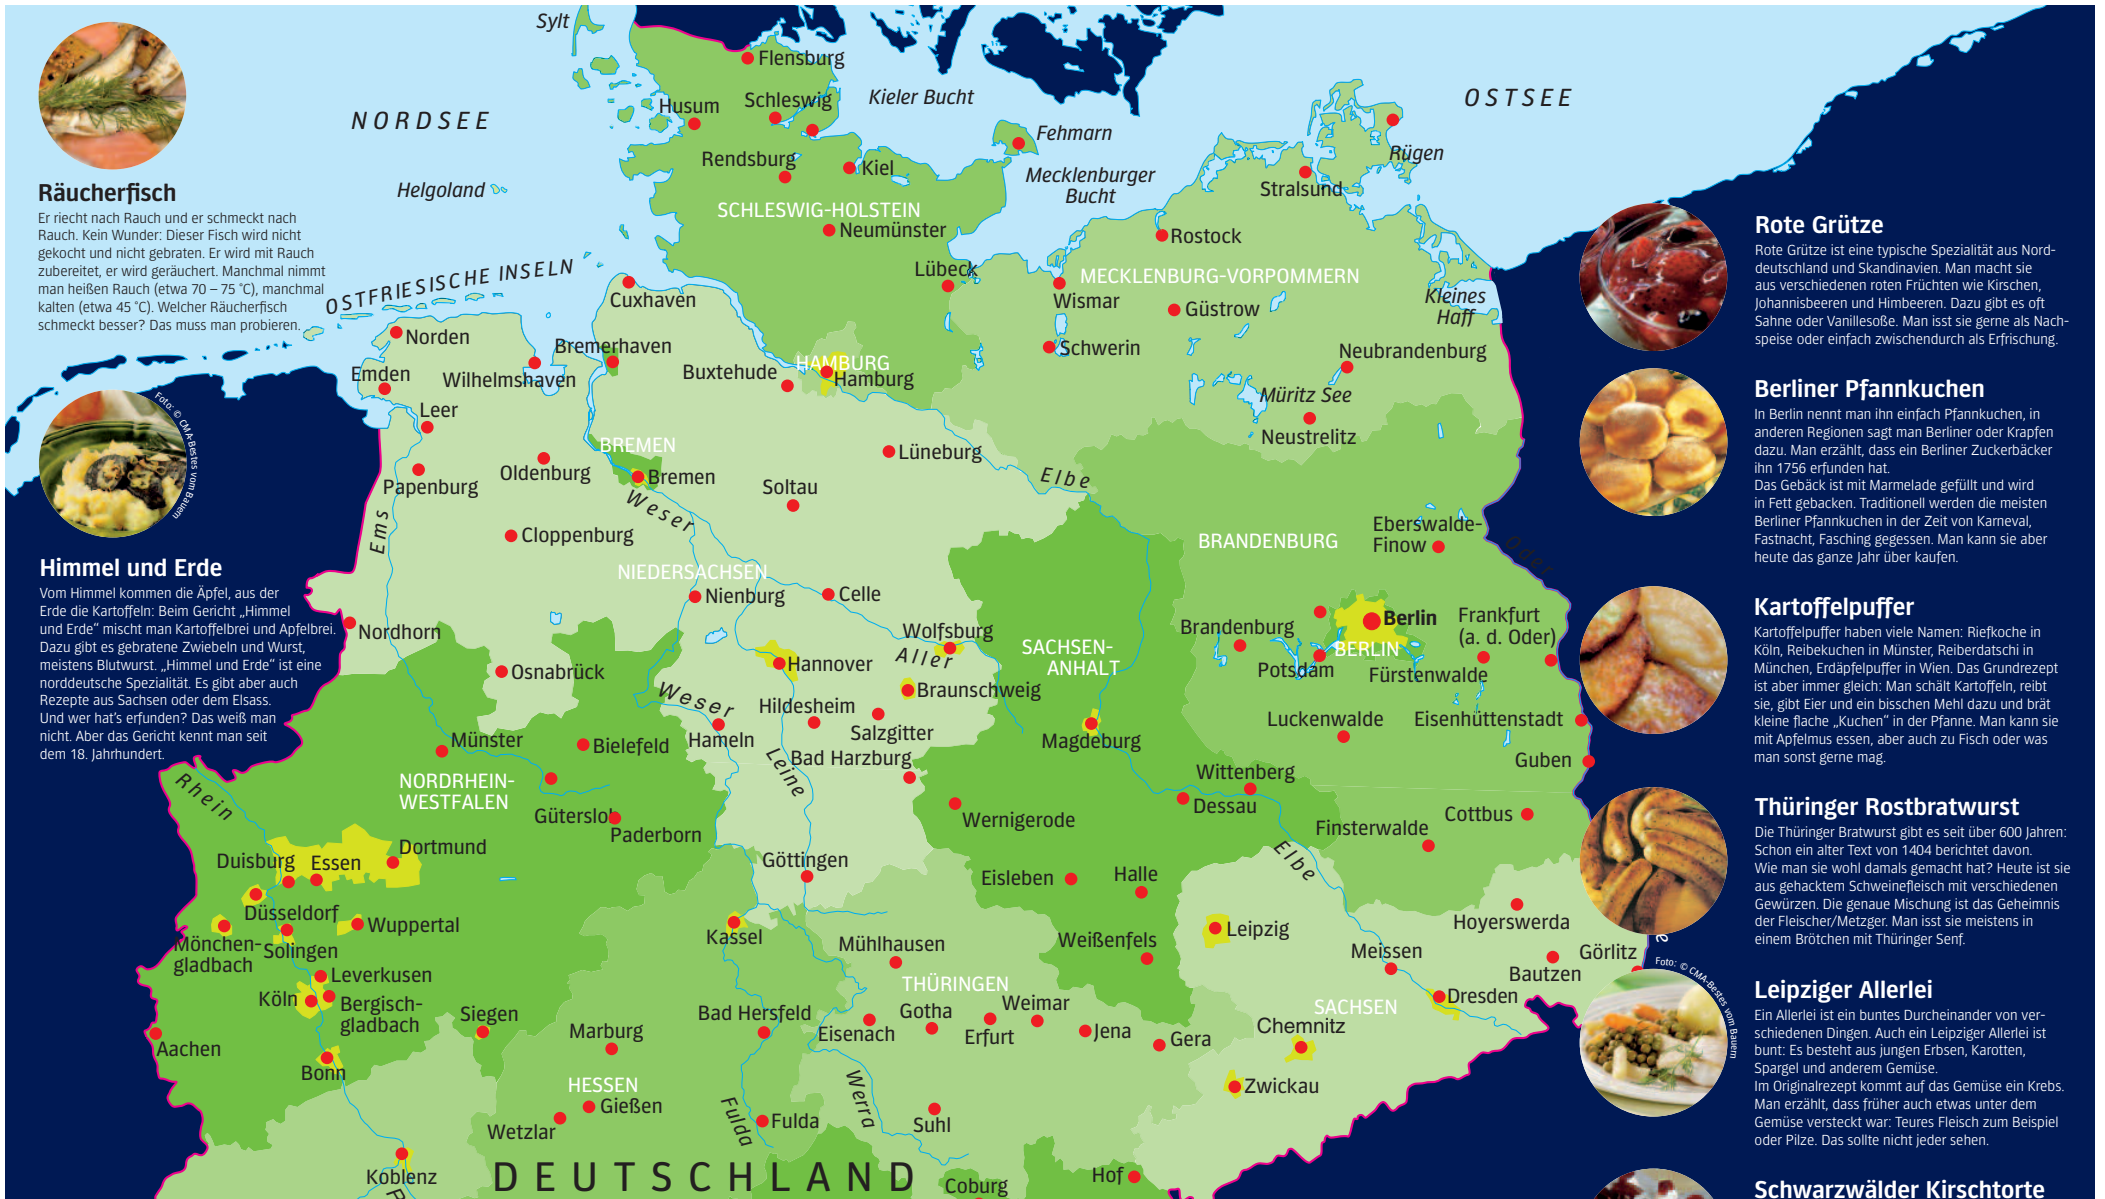 Sylt
Flensburg
NORDSEE
Husum
Schleswig
Kieler Bucht
OSTSEE
Fehmarn
Rendsburg
Kiel
Rügen
Helgoland
Mecklenburger
Bucht
Stralsund
SCHLESWIG-HOLSTEIN
Neumünster
Rostock
OSTFRIESISCHE INSELN
Lübeck
MECKLENBURG-VORPOMMERN
Cuxhaven
Wismar
Güstrow
Kleines
Haff
Norden
Bremerhaven
Schwerin
Neubrandenburg
Emden
Wilhelmshaven
Buxtehude
HAMBURG
Hamburg
Müritz See
Leer
Neustrelitz
BREMEN
Lüneburg
Oldenburg
Bremen
Elbe
Papenburg
Soltau
Weser
Ems
Cloppenburg
Eberswalde-
Finow
BRANDENBURG
Oder
NIEDERSACHSEN
Nienburg
Celle
Nordhorn
Wolfsburg
Aller
SACHSEN-
ANHALT
Brandenburg
Berlin
BERLIN
Frankfurt
(a. d. Oder)
Potsdam
Fürstenwalde
Osnabrück
Hannover
Weser
Braunschweig
Hildesheim
Salzgitter
Luckenwalde
Eisenhüttenstadt
Münster
Bielefeld
Hameln
Magdeburg
Leine
Bad Harzburg
Guben
NORDRHEIN-
WESTFALEN
Wittenberg
Dessau
Rhein
Gütersloh
Paderborn
Wernigerode
Finsterwalde
Cottbus
Duisburg
Essen
Dortmund
Göttingen
Elbe
Eisleben
Halle
Düsseldorf
Wuppertal
Hoyerswerda
Mönchen-
gladbach
Solingen
Kassel
Mühlhausen
Weißenfels
Leipzig
Meissen
Görlitz
Leverkusen
Bautzen
Köln
Bergisch-
gladbach
THÜRINGEN
Dresden
SACHSEN
Siegen
Marburg
Bad Hersfeld
Eisenach
Gotha
Erfurt
Weimar
Jena
Gera
Chemnitz
Aachen
Bonn
HESSEN
Gießen
Zwickau
Fulda
Werra
Wetzlar
Fulda
Suhl
Koblenz
DEUTSCHLAND
Coburg
Hof
Räucherfisch
Er riecht nach Rauch und er schmeckt nach
Rauch. Kein Wunder: Dieser Fisch wird nicht
gekocht und nicht gebraten. Er wird mit Rauch
zubereitet, er wird geräuchert. Manchmal nimmt
man heißen Rauch (etwa 70 – 75 °C), manchmal
kalten (etwa 45 °C). Welcher Räucherfisch
schmeckt besser? Das muss man probieren.
Foto: © CMA-Bestes vom Bauern
Himmel und Erde
Vom Himmel kommen die Äpfel, aus der
Erde die Kartoffeln: Beim Gericht „Himmel
und Erde“ mischt man Kartoffelbrei und Apfelbrei.
Dazu gibt es gebratene Zwiebeln und Wurst,
meistens Blutwurst. „Himmel und Erde“ ist eine
norddeutsche Spezialität. Es gibt aber auch
Rezepte aus Sachsen oder dem Elsass.
Und wer hat's erfunden? Das weiß man
nicht. Aber das Gericht kennt man seit
dem 18. Jahrhundert.
Rote Grütze
Rote Grütze ist eine typische Spezialität aus Nord-
deutschland und Skandinavien. Man macht sie
aus verschiedenen roten Früchten wie Kirschen,
Johannisbeeren und Himbeeren. Dazu gibt es oft
Sahne oder Vanillesoße. Man isst sie gerne als Nach-
speise oder einfach zwischendurch als Erfrischung.
Berliner Pfannkuchen
In Berlin nennt man ihn einfach Pfannkuchen, in
anderen Regionen sagt man Berliner oder Krapfen
dazu. Man erzählt, dass ein Berliner Zuckerbäcker
ihn 1756 erfunden hat.
Das Gebäck ist mit Marmelade gefüllt und wird
in Fett gebacken. Traditionell werden die meisten
Berliner Pfannkuchen in der Zeit von Karneval,
Fastnacht, Fasching gegessen. Man kann sie aber
heute das ganze Jahr über kaufen.
Kartoffelpuffer
Kartoffelpuffer haben viele Namen: Riefkoche in
Köln, Reibekuchen in Münster, Reiberdatschi in
München, Erdäpfelpuffer in Wien. Das Grundrezept
ist aber immer gleich: Man schält Kartoffeln, reibt
sie, gibt Eier und ein bisschen Mehl dazu und brät
kleine flache „Kuchen“ in der Pfanne. Man kann sie
mit Apfelmus essen, aber auch zu Fisch oder was
man sonst gerne mag.
Thüringer Rostbratwurst
Die Thüringer Bratwurst gibt es seit über 600 Jahren:
Schon ein alter Text von 1404 berichtet davon.
Wie man sie wohl damals gemacht hat? Heute ist sie
aus gehacktem Schweinefleisch mit verschiedenen
Gewürzen. Die genaue Mischung ist das Geheimnis
der Fleischer/Metzger. Man isst sie meistens in
einem Brötchen mit Thüringer Senf.
Foto: © CMA-Bestes vom Bauern
Leipziger Allerlei
Ein Allerlei ist ein buntes Durcheinander von ver-
schiedenen Dingen. Auch ein Leipziger Allerlei ist
bunt: Es besteht aus jungen Erbsen, Karotten,
Spargel und anderem Gemüse.
Im Originalrezept kommt auf das Gemüse ein Krebs.
Man erzählt, dass früher auch etwas unter dem
Gemüse versteckt war: Teures Fleisch zum Beispiel
oder Pilze. Das sollte nicht jeder sehen.
Schwarzwälder Kirschtorte